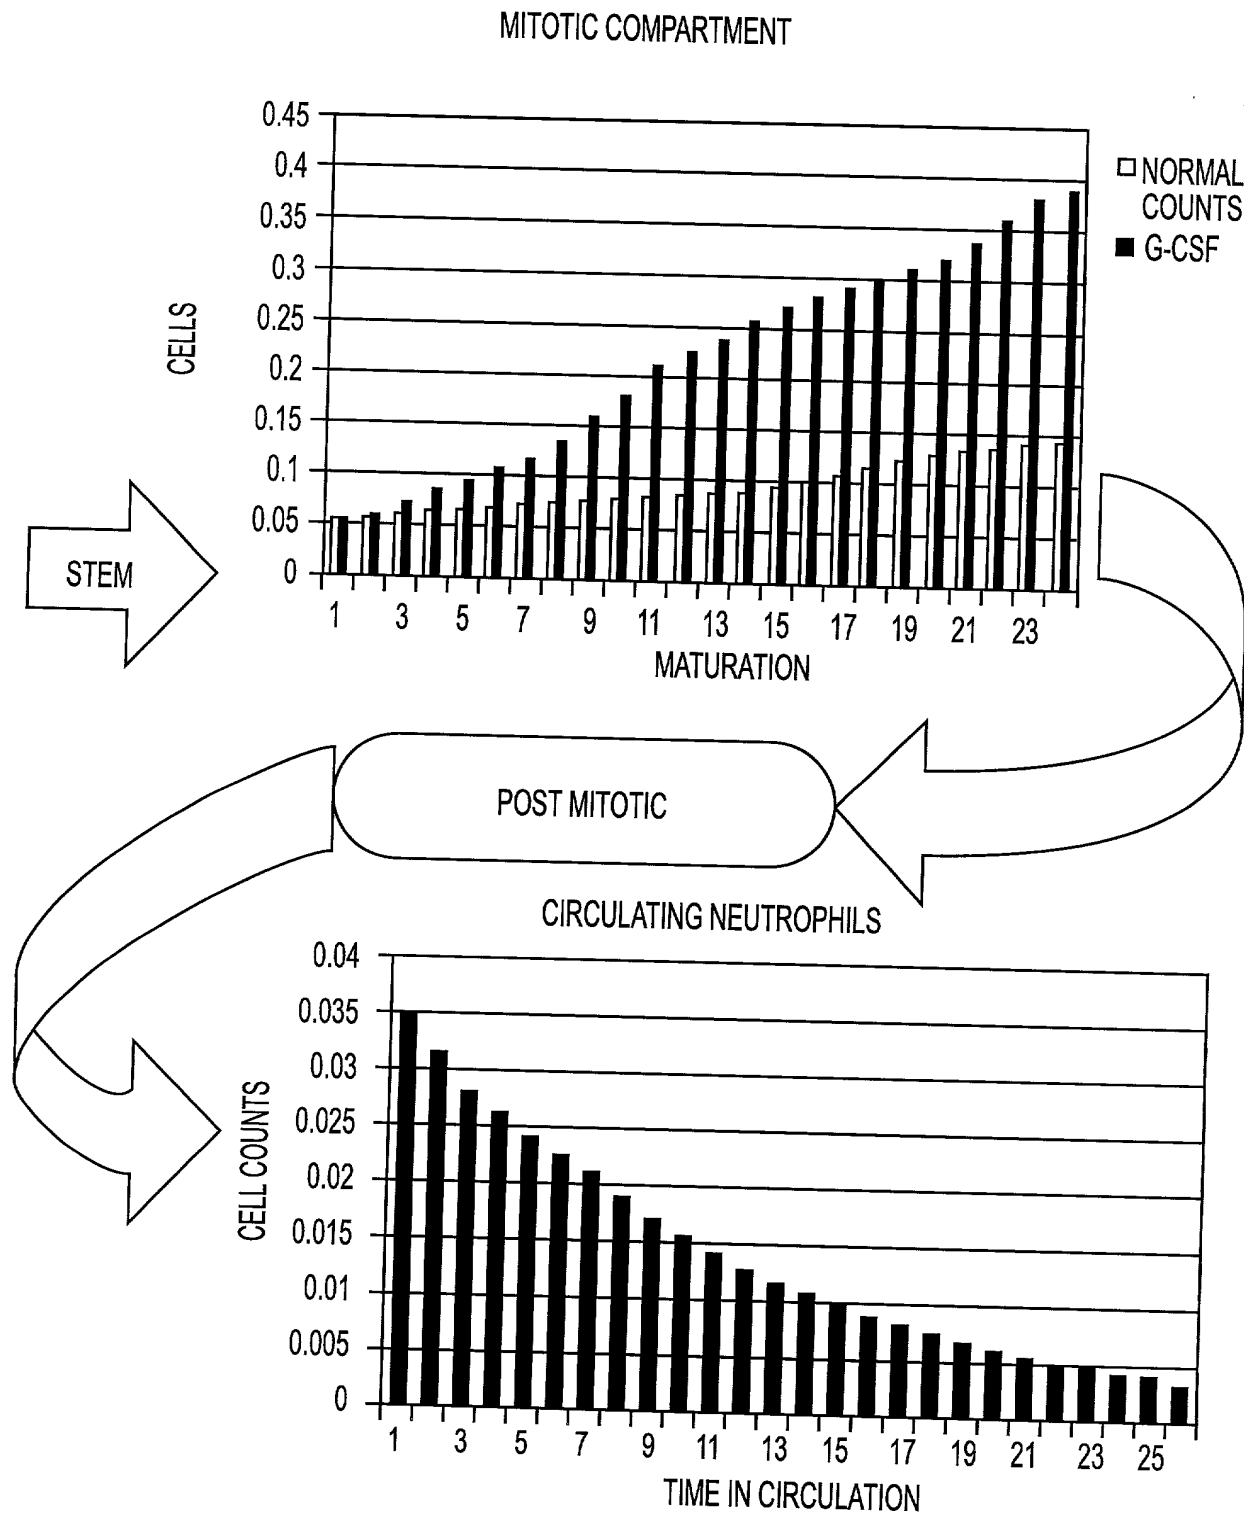 MITOTIC COMPARTMENT
0.45
0.4
0.35
0.3
0.25
0.2
0.15
0.1
0.05
0
CELLS
NORMAL
COUNTS
G-CSF
STEM
1 3 5 7 9 11 13 15 17 19 21 23
MATURATION
POST MITOTIC
CIRCULATING NEUTROPHILS
0.04
0.035
0.03
0.025
0.02
0.015
0.01
0.005
0
CELL COUNTS
1 3 5 7 9 11 13 15 17 19 21 23 25
TIME IN CIRCULATION